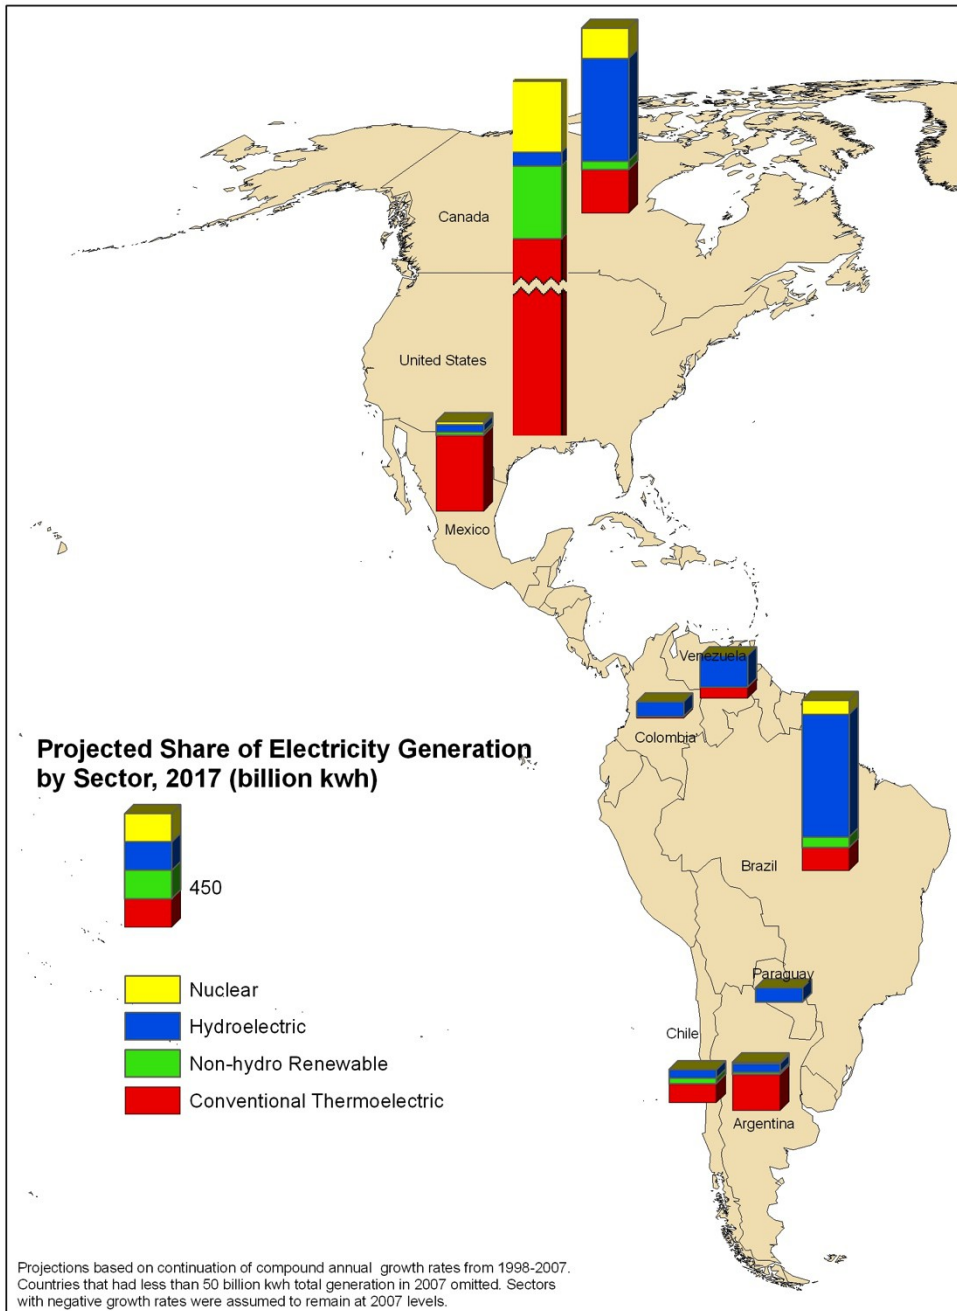 Canada
United States
Mexico
Venezuela
Colombia
Projected Share of Electricity Generation
by Sector, 2017 (billion kwh)
450
Brazil
Nuclear
Hydroelectric
Non-hydro Renewable
Conventional Thermoelectric
Paraguay
Chile
Argentina
Projections based on continuation of compound annual growth rates from 1998-2007.
Countries that had less than 50 billion kwh total generation in 2007 omitted. Sectors
with negative growth rates were assumed to remain at 2007 levels.